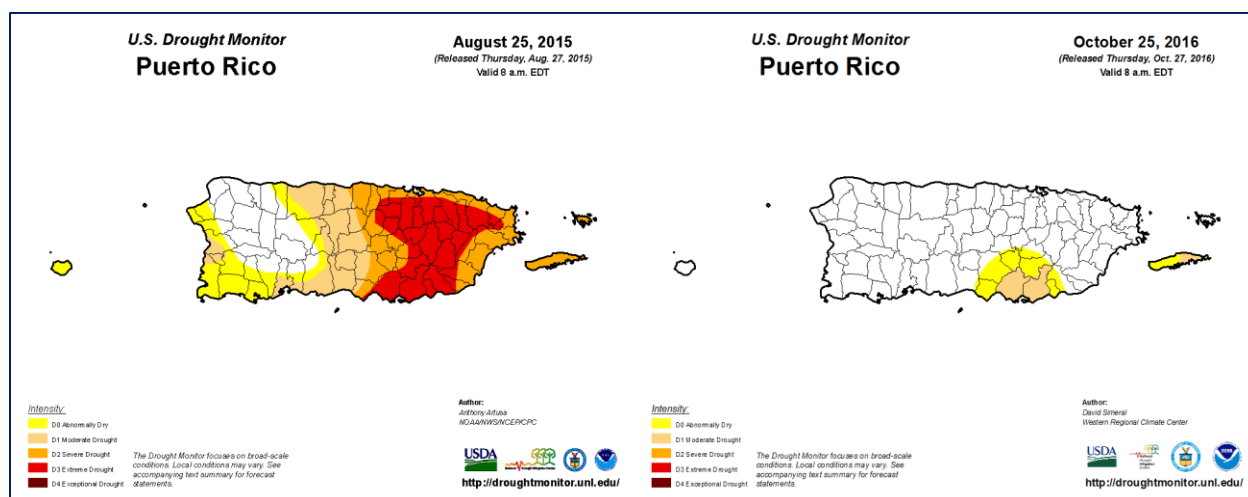 U.S. Drought Monitor
Puerto Rico
August 25, 2015
(Released Thursday, Aug. 27, 2015)
Valid 8 a.m. EDT
Intensity:
D0 Abnormally Dry
D1 Moderate Drought
D2 Severe Drought
D3 Extreme Drought
D4 Exceptional Drought
The Drought Monitor focuses on broad-scale
conditions. Local conditions may vary. See
accompanying text summary for forecast
statements.
Author:
Anthony Artusa
NOAA/NWS/NCEP/CPC
USDA
http://droughtmonitor.unl.edu/
U.S. Drought Monitor
Puerto Rico
October 25, 2016
(Released Thursday, Oct. 27, 2016)
Valid 8 a.m. EDT
Intensity:
D0 Abnormally Dry
D1 Moderate Drought
D2 Severe Drought
D3 Extreme Drought
D4 Exceptional Drought
The Drought Monitor focuses on broad-scale
conditions. Local conditions may vary. See
accompanying text summary for forecast
statements.
Author:
David Simeral
Western Regional Climate Center
USDA
http://droughtmonitor.unl.edu/